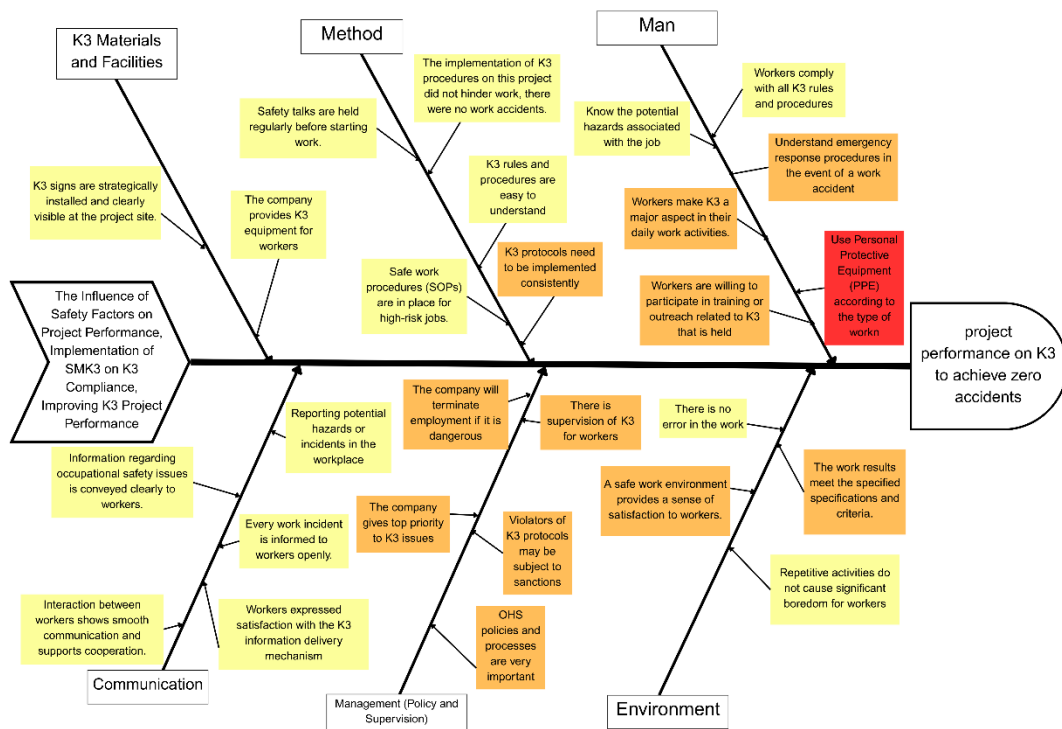 K3 Materials
and Facilities
Method
Man
The implementation of K3
procedures on this project
did not hinder work, there
were no work accidents.
Safety talks are held
regularly before starting
work.
Workers comply
with all K3 rules
and procedures
Know the potential
hazards associated
with the job
Understand emergency
response procedures in
the event of a work
accident
K3 signs are strategically
installed and clearly
visible at the project site.
The company
provides K3
equipment for
workers
K3 rules and
procedures are
easy to
understand
Workers make K3 a
major aspect in their
daily work activities.
Use Personal
Protective
Equipment
(PPE)
according to
the type of
workn
K3 protocols need
to be implemented
consistently
Safe work
procedures (SOPs)
are in place for
high-risk jobs.
Workers are willing to
participate in training or
outreach related to K3
that is held
The Influence of
Safety Factors on
Project Performance,
Implementation of
SMK3 on K3
Compliance,
Improving K3 Project
Performance
project
performance on K3
to achieve zero
accidents
Reporting potential
hazards or
incidents in the
workplace
Information regarding
occupational safety issues
is conveyed clearly to
workers.
Every work incident
is informed to
workers openly.
Interaction between
workers shows smooth
communication and
supports cooperation.
Workers expressed
satisfaction with the K3
information delivery
mechanism
The company will
terminate
employment if it is
dangerous
There is
supervision of K3
for workers
The company
gives top priority
to K3 issues
Violators of
K3 protocols
may be
subject to
sanctions
OHS
policies and
processes
are very
important
There is no
error in the work
A safe work environment
provides a sense of
satisfaction to workers.
The work results
meet the specified
specifications and
criteria.
Repetitive activities do
not cause significant
boredom for workers
Communication
Management (Policy and
Supervision)
Environment